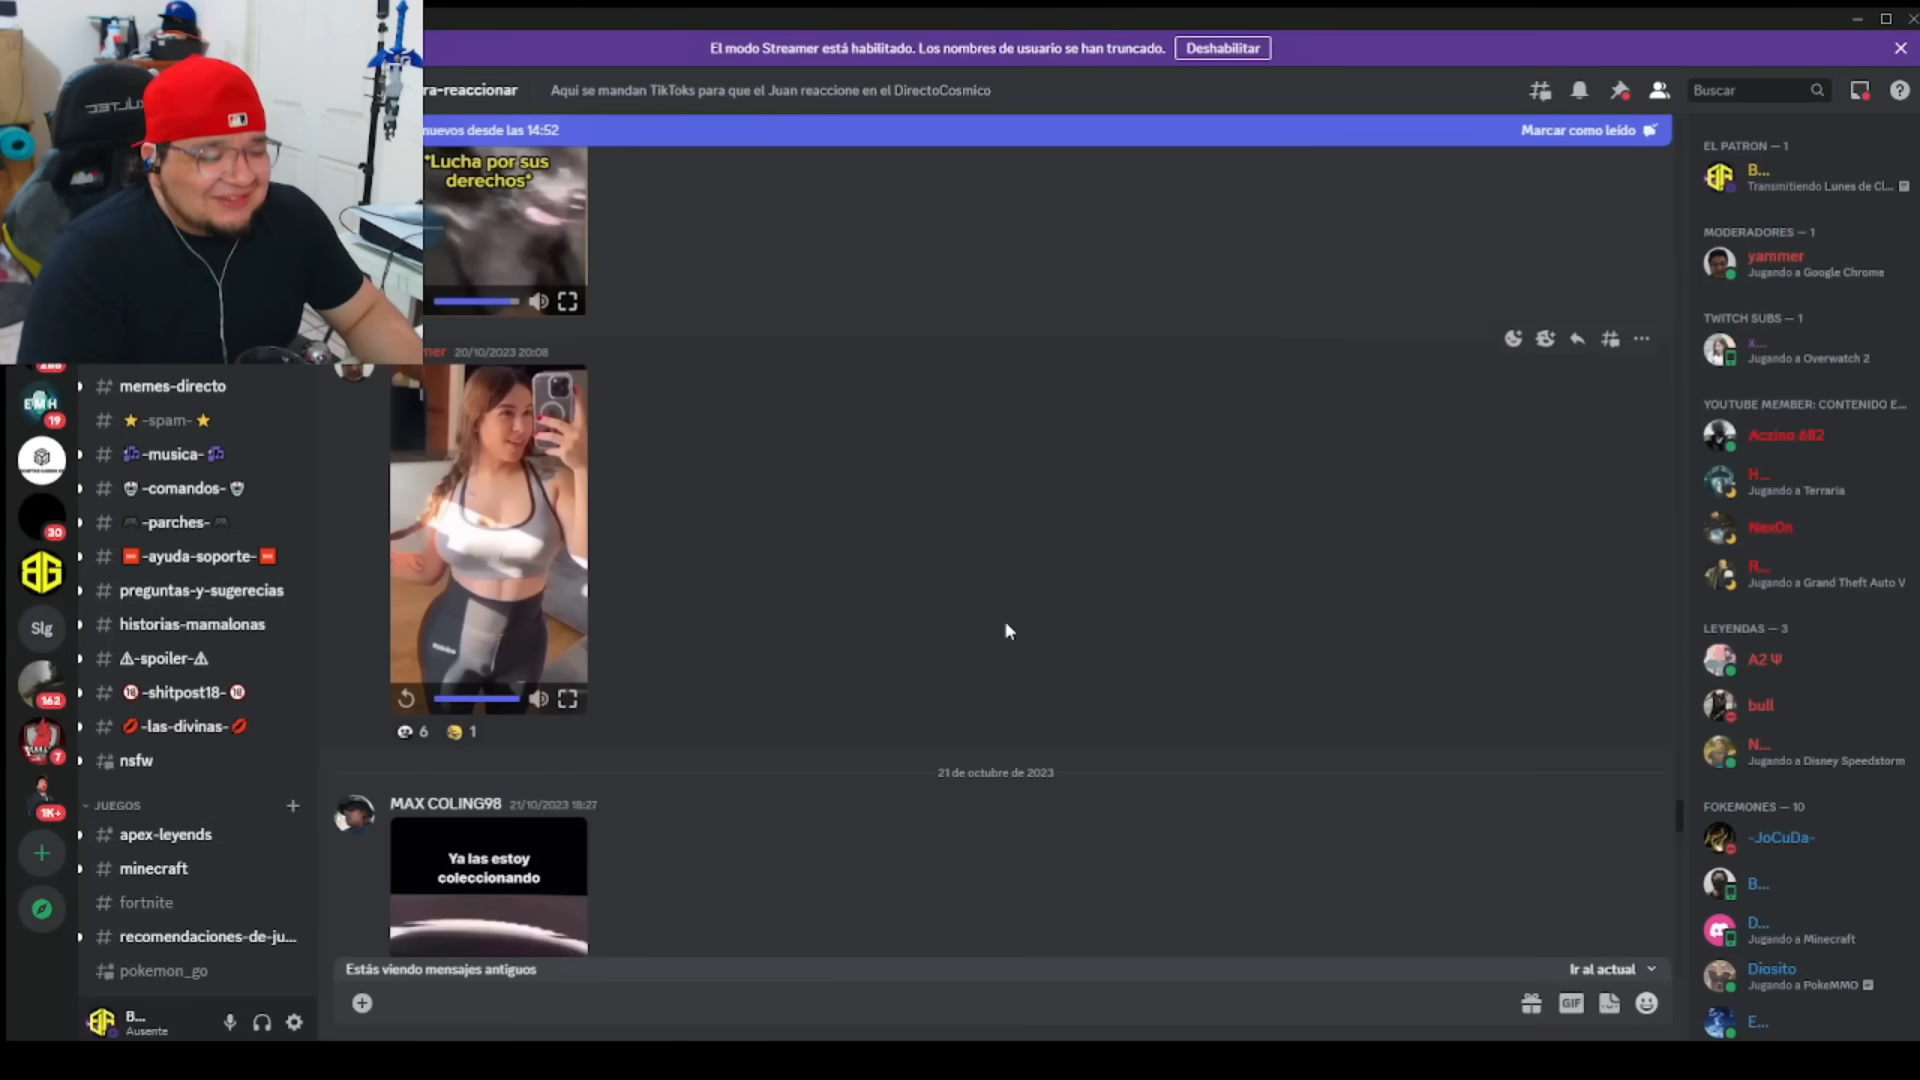 El modo Streamer está habilitado. Los nombres de usuario se han truncado. Deshabilitar
ra-reaccionar
Aqui se mandan TikToks para que el Juan reaccione en el DirectoCosmico
Buscar
nuevos desde las 14:52
Marcar como leído
*Lucha por sus
derechos*
mer 20/10/2023 20:08
6
1
21 de octubre de 2023
MAX COLING98 21/10/2023 18:27
Ya las estoy
coleccionando
Estás viendo mensajes antiguos
Ir al actual
GIF
EMH
19
30
Slg
162
7
1K+
memes-directo
-spam-
-musica-
-comandos-
-parches-
-ayuda-soporte-
preguntas-y-sugerecias
historias-mamalonas
-spoiler-
-shitpost18-
-las-divinas-
nsfw
JUEGOS
apex-leyends
minecraft
fortnite
recomendaciones-de-ju...
pokemon_go
B...
Ausente
EL PATRON — 1
B...
Transmitiendo Lunes de Cl...
MODERADORES — 1
yammer
Jugando a Google Chrome
TWITCH SUBS — 1
x...
Jugando a Overwatch 2
YOUTUBE MEMBER: CONTENIDO E...
Aczino 682
H...
Jugando a Terraria
NexOn
R...
Jugando a Grand Theft Auto V
LEYENDAS — 3
A2 Ψ
bull
N...
Jugando a Disney Speedstorm
FOKEMONES — 10
-JoCuDa-
B...
D...
Jugando a Minecraft
Diosito
Jugando a PokeMMO
E...